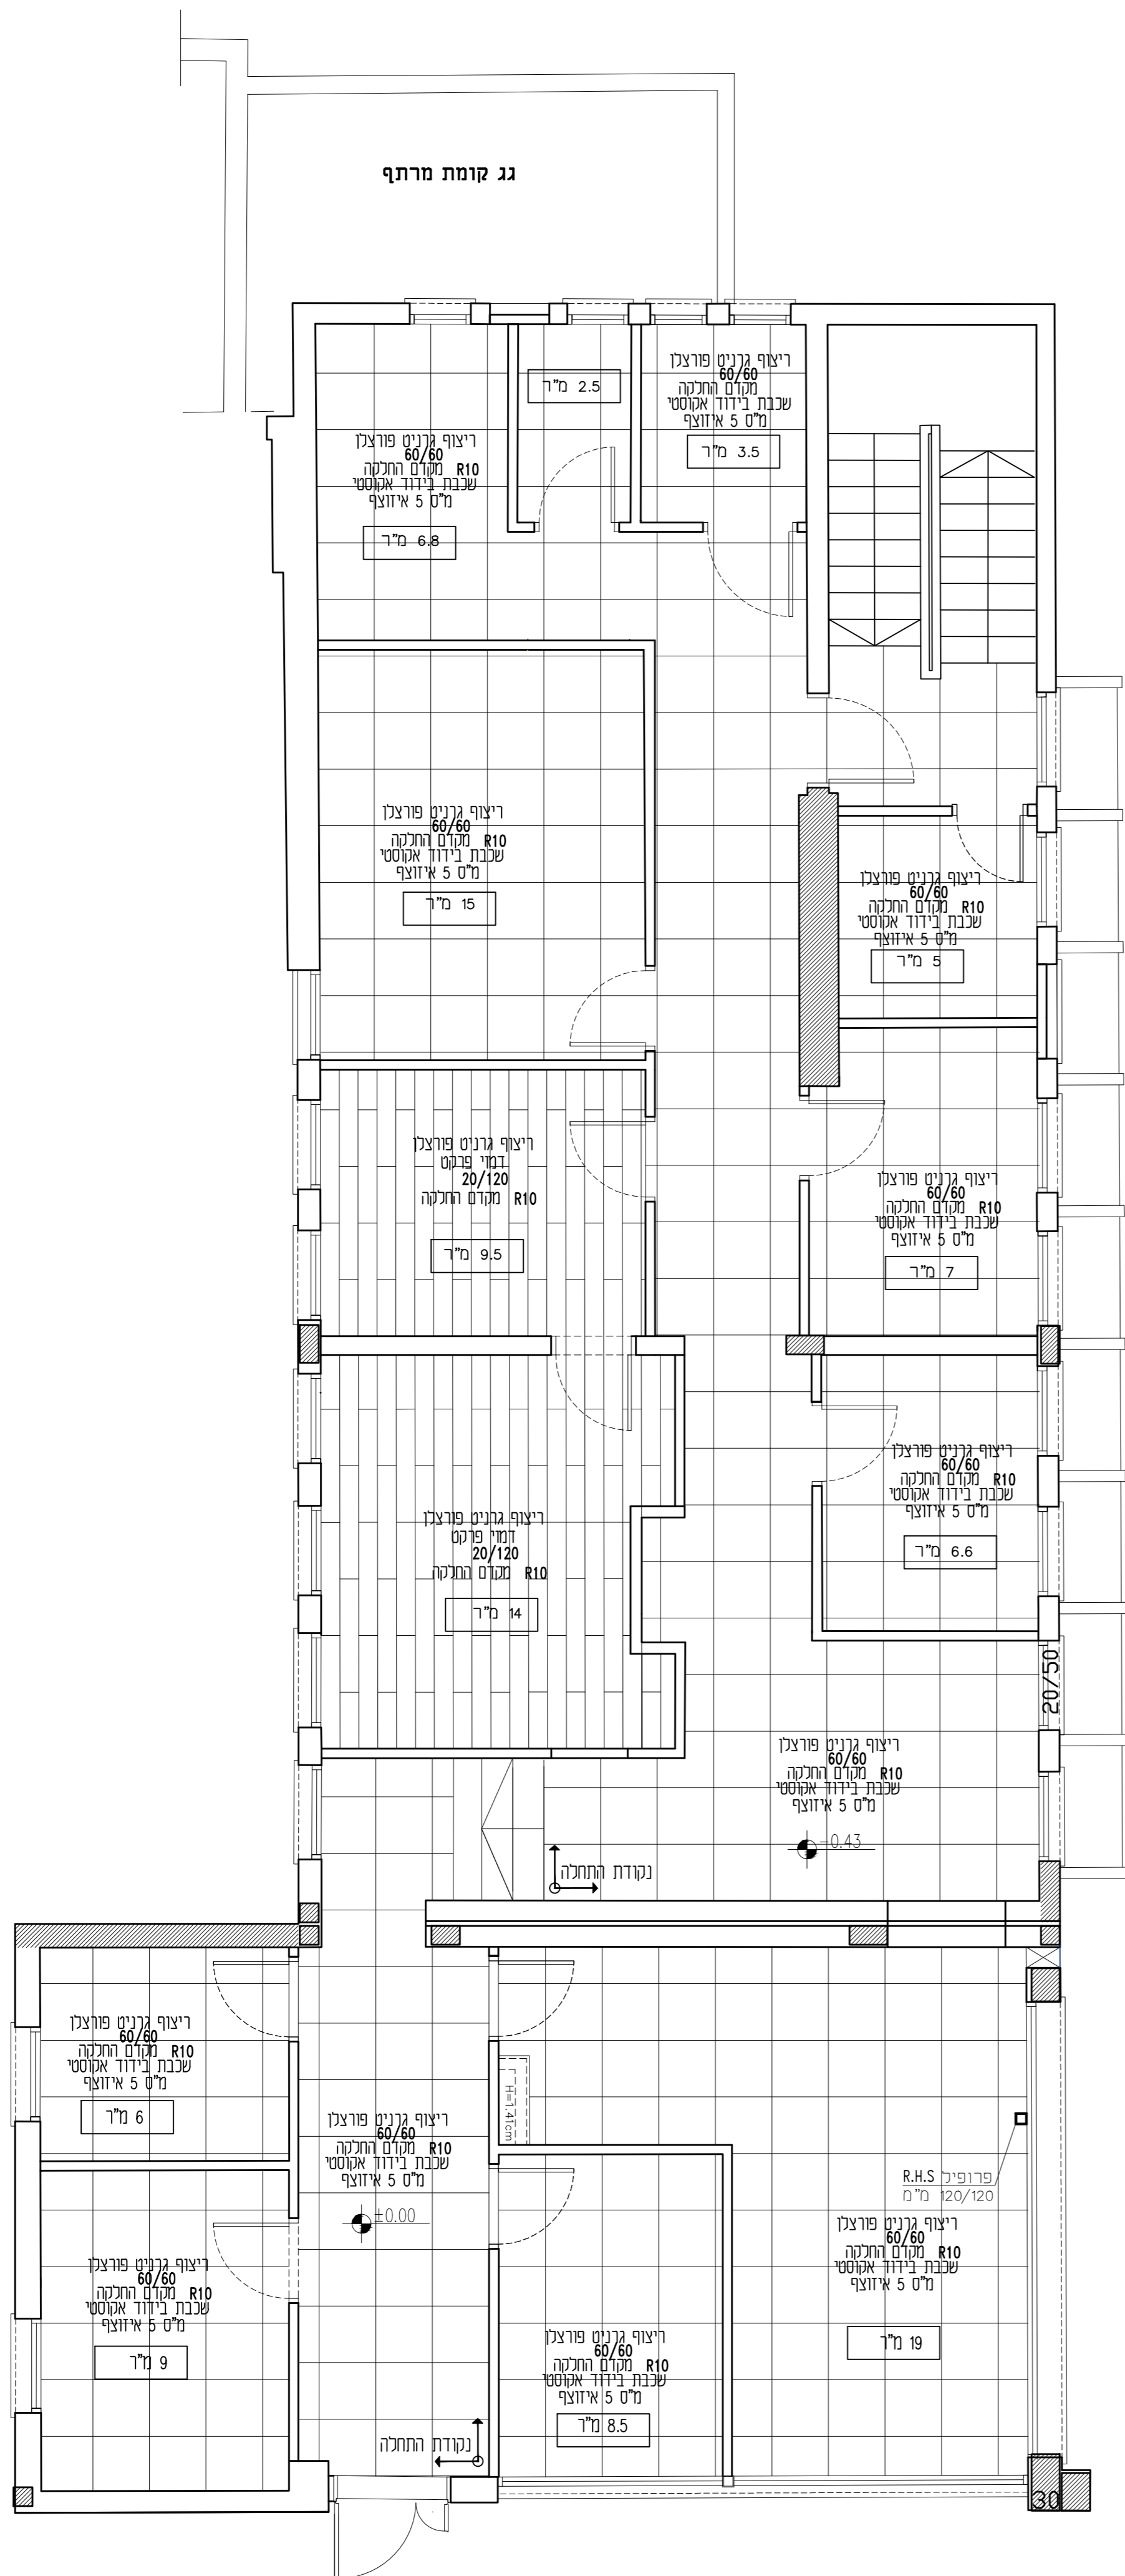 גג קומת מרתף
ריצוף גרניט פורצלן
60/60
מקדם החלקה
שכבת בידוד אקוסטי
מ"ס 5 איזוצף
3.5 מ"ר
2.5 מ"ר
ריצוף גרניט פורצלן
60/60
מקדם החלקה R10
שכבת בידוד אקוסטי
מ"ס 5 איזוצף
6.8 מ"ר
ריצוף גרניט פורצלן
60/60
מקדם החלקה R10
שכבת בידוד אקוסטי
מ"ס 5 איזוצף
15 מ"ר
ריצוף גרניט פורצלן
60/60
מקדם החלקה R10
שכבת בידוד אקוסטי
מ"ס 5 איזוצף
5 מ"ר
ריצוף גרניט פורצלן
דמוי פרקט
20/120
מקדם החלקה R10
9.5 מ"ר
ריצוף גרניט פורצלן
60/60
מקדם החלקה R10
שכבת בידוד אקוסטי
מ"ס 5 איזוצף
7 מ"ר
ריצוף גרניט פורצלן
60/60
מקדם החלקה R10
שכבת בידוד אקוסטי
מ"ס 5 איזוצף
6.6 מ"ר
ריצוף גרניט פורצלן
דמוי פרקט
20/120
מקדם החלקה R10
14 מ"ר
20/50
ריצוף גרניט פורצלן
60/60
מקדם החלקה R10
שכבת בידוד אקוסטי
מ"ס 5 איזוצף
-0.43
נקודת התחלה
ריצוף גרניט פורצלן
60/60
מקדם החלקה R10
שכבת בידוד אקוסטי
מ"ס 5 איזוצף
6 מ"ר
H=1.41cm
ריצוף גרניט פורצלן
60/60
מקדם החלקה R10
שכבת בידוד אקוסטי
מ"ס 5 איזוצף
±0.00
פרופיל R.H.S
120/120 מ"מ
ריצוף גרניט פורצלן
60/60
מקדם החלקה R10
שכבת בידוד אקוסטי
מ"ס 5 איזוצף
19 מ"ר
ריצוף גרניט פורצלן
60/60
מקדם החלקה R10
שכבת בידוד אקוסטי
מ"ס 5 איזוצף
9 מ"ר
ריצוף גרניט פורצלן
60/60
מקדם החלקה R10
שכבת בידוד אקוסטי
מ"ס 5 איזוצף
8.5 מ"ר
נקודת התחלה
30